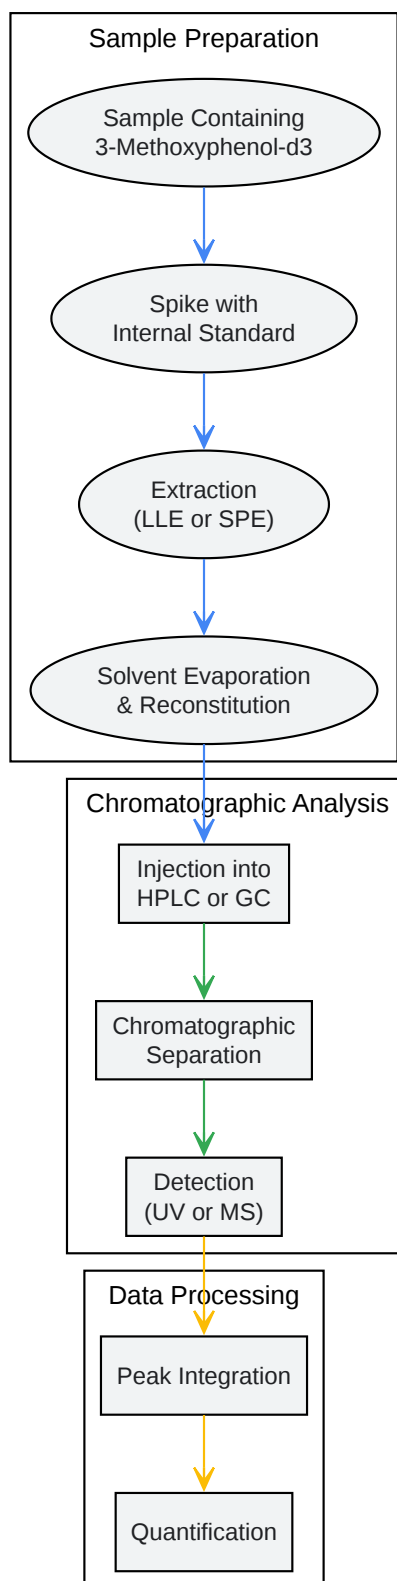 Sample Preparation
Sample Containing
3-Methoxyphenol-d3
Spike with
Internal Standard
Extraction
(LLE or SPE)
Solvent Evaporation
& Reconstitution
Chromatographic Analysis
Injection into
HPLC or GC
Chromatographic
Separation
Detection
(UV or MS)
Data Processing
Peak Integration
Quantification